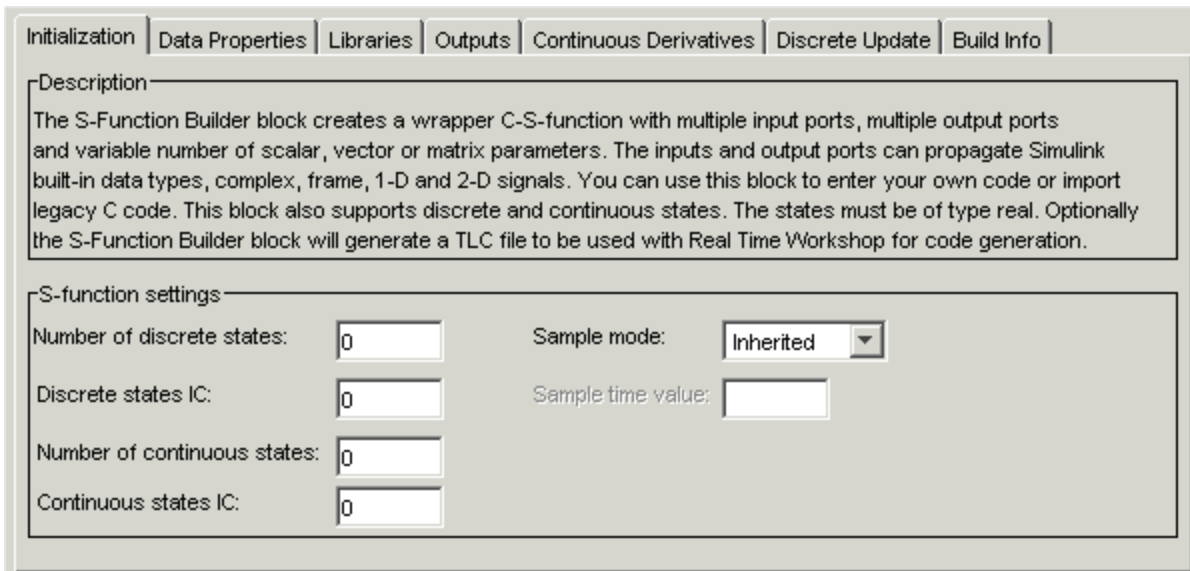 Initialization Data Properties Libraries Outputs Continuous Derivatives Discrete Update Build Info
Description
The S-Function Builder block creates a wrapper C-S-function with multiple input ports, multiple output ports
and variable number of scalar, vector or matrix parameters. The inputs and output ports can propagate Simulink
built-in data types, complex, frame, 1-D and 2-D signals. You can use this block to enter your own code or import
legacy C code. This block also supports discrete and continuous states. The states must be of type real. Optionally
the S-Function Builder block will generate a TLC file to be used with Real Time Workshop for code generation.
S-function settings
Number of discrete states: 0 Sample mode: Inherited
Discrete states IC: 0 Sample time value:
Number of continuous states: 0
Continuous states IC: 0